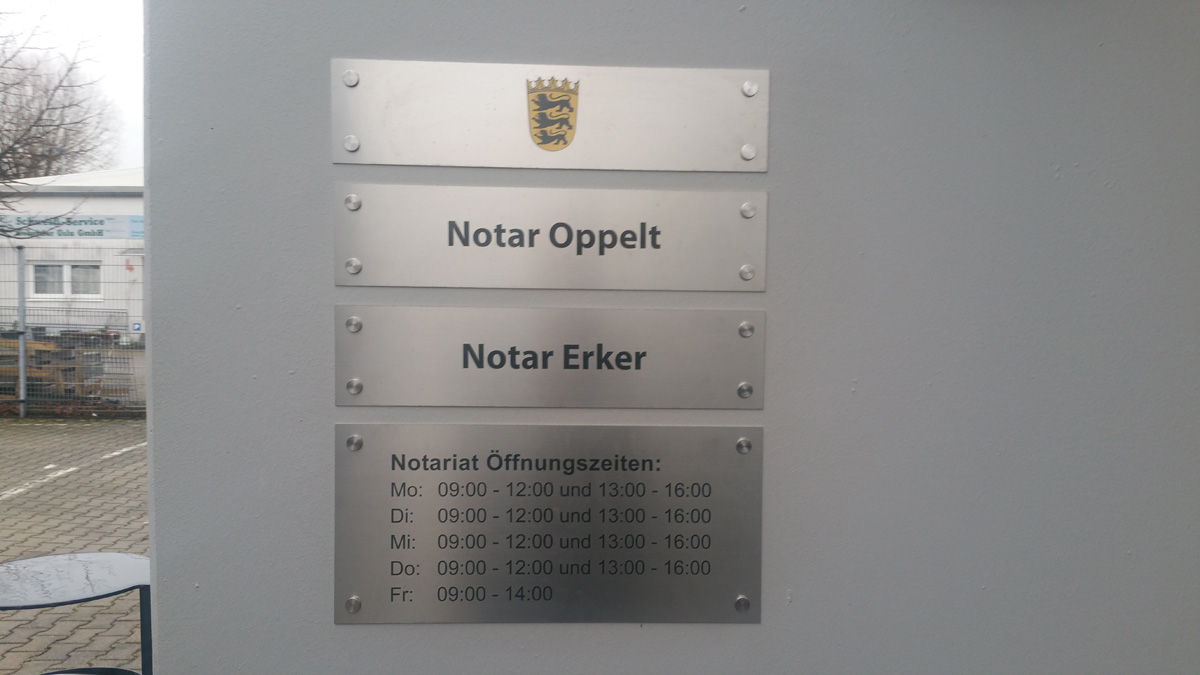 Notar Oppelt
Notar Erker
Notariat Öffnungszeiten:
Mo: 09:00 - 12:00 und 13:00 - 16:00
Di: 09:00 - 12:00 und 13:00 - 16:00
Mi: 09:00 - 12:00 und 13:00 - 16:00
Do: 09:00 - 12:00 und 13:00 - 16:00
Fr: 09:00 - 14:00
-Service
GmbH